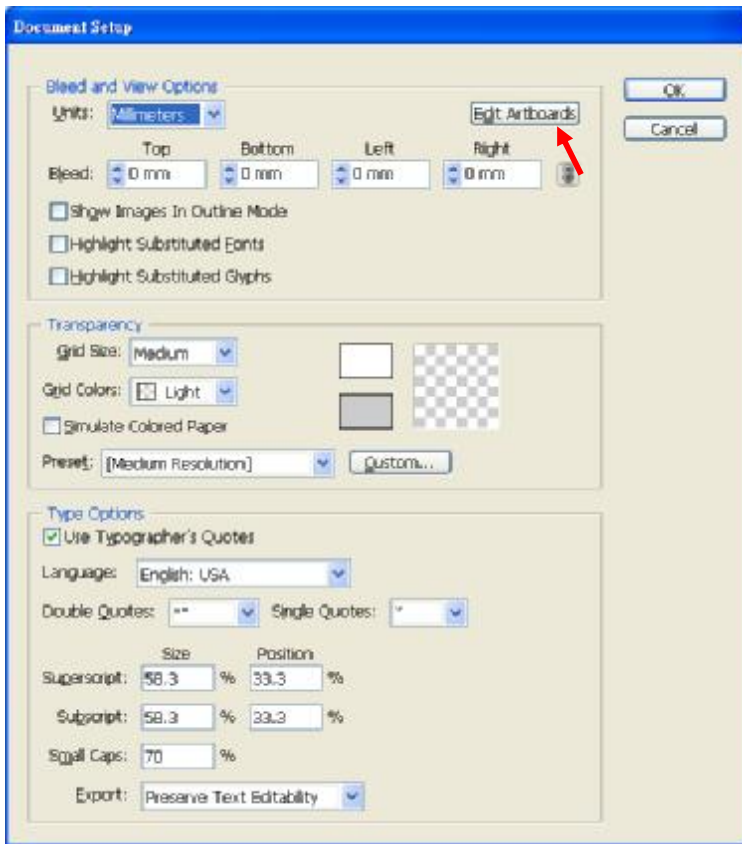 Document Setup
Bleed and View Options
OK
Units: Millimeters Edit Artboards
Cancel
Top Bottom Left Right
Bleed: 0 mm 0 mm 0 mm 0 mm
Show Images In Outline Mode
Highlight Substituted Fonts
Highlight Substituted Glyphs
Transparency
Grid Size: Medium
Grid Colors: Light
Simulate Colored Paper
Preset: [Medium Resolution] Custom...
Type Options
Use Typographer's Quotes
Language: English: USA
Double Quotes: Single Quotes:
Size Position
Superscript: 58.3 % 33.3 %
Subscript: 58.3 % 33.3 %
Small Caps: 70 %
Export: Preserve Text Editability